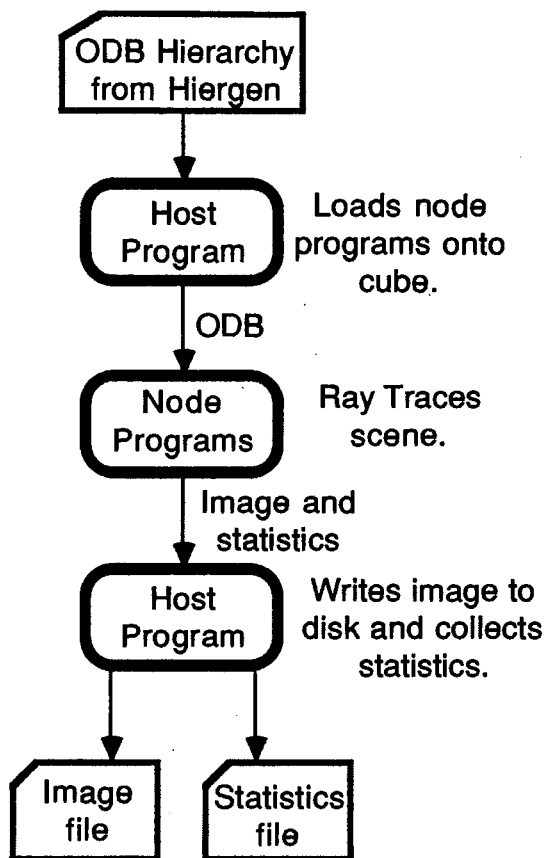 ODB Hierarchy
from Hiergen
Host
Program
Loads node
programs onto
cube.
ODB
Node
Programs
Ray Traces
scene.
Image and
statistics
Host
Program
Writes image to
disk and collects
statistics.
Image
file
Statistics
file